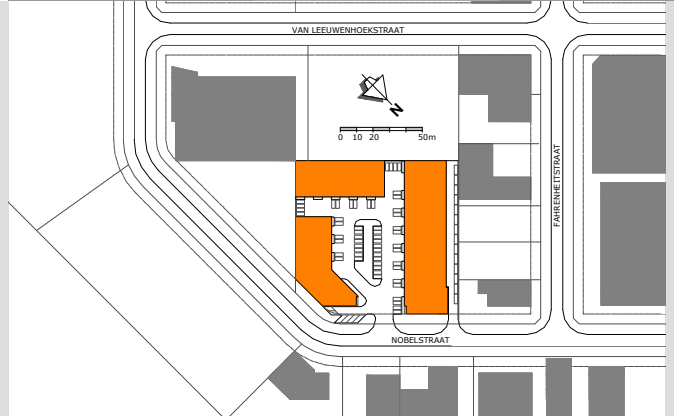 VAN LEEUWENHOEKSTRAAT
N
0 10 20 50m
FAHRENHEITSTRAAT
NOBELSTRAAT